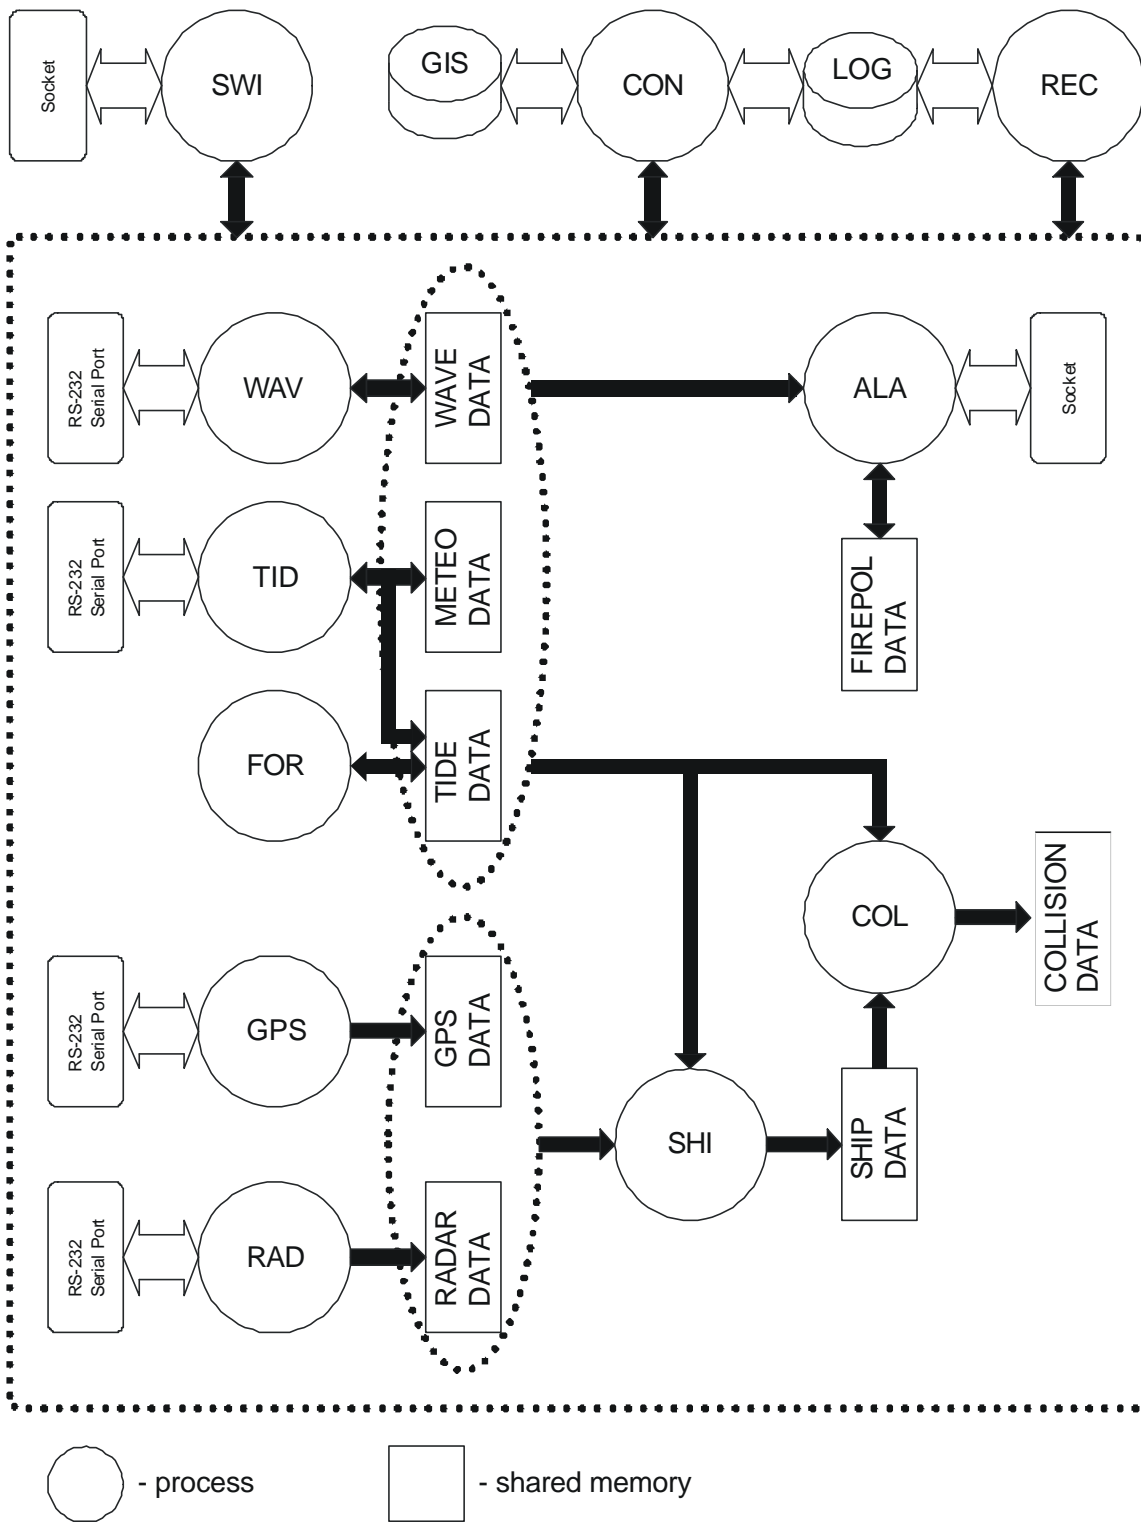 Socket
SWI
GIS
CON
LOG
REC
RS-232
Serial Port
WAV
WAVE
DATA
ALA
Socket
RS-232
Serial Port
TID
METEO
DATA
FIREPOL
DATA
FOR
TIDE
DATA
COL
COLLISION
DATA
RS-232
Serial Port
GPS
GPS
DATA
SHI
SHIP
DATA
RS-232
Serial Port
RAD
RADAR
DATA
- process
- shared memory